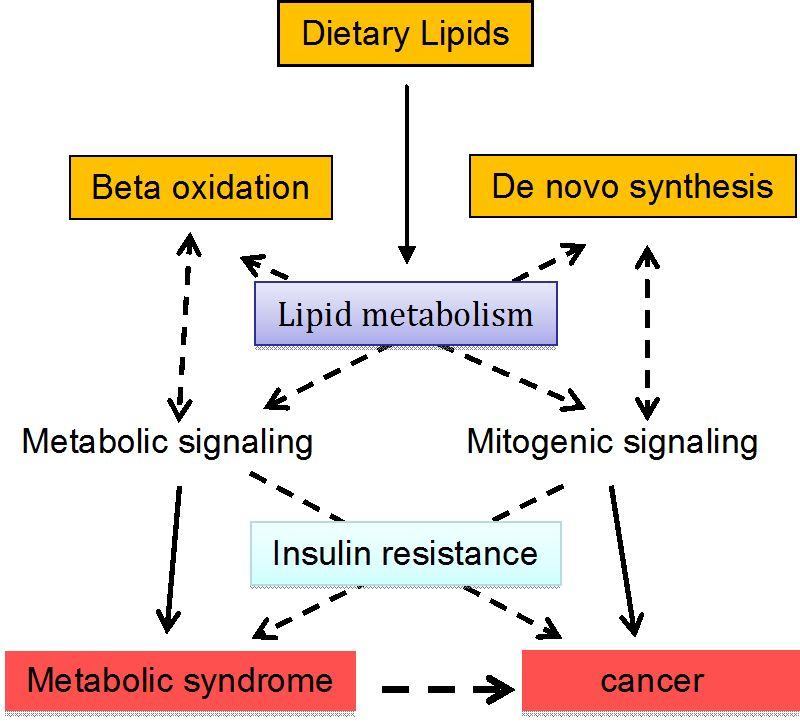 Dietary Lipids
Beta oxidation
De novo synthesis
Lipid metabolism
Metabolic signaling
Mitogenic signaling
Insulin resistance
Metabolic syndrome
cancer